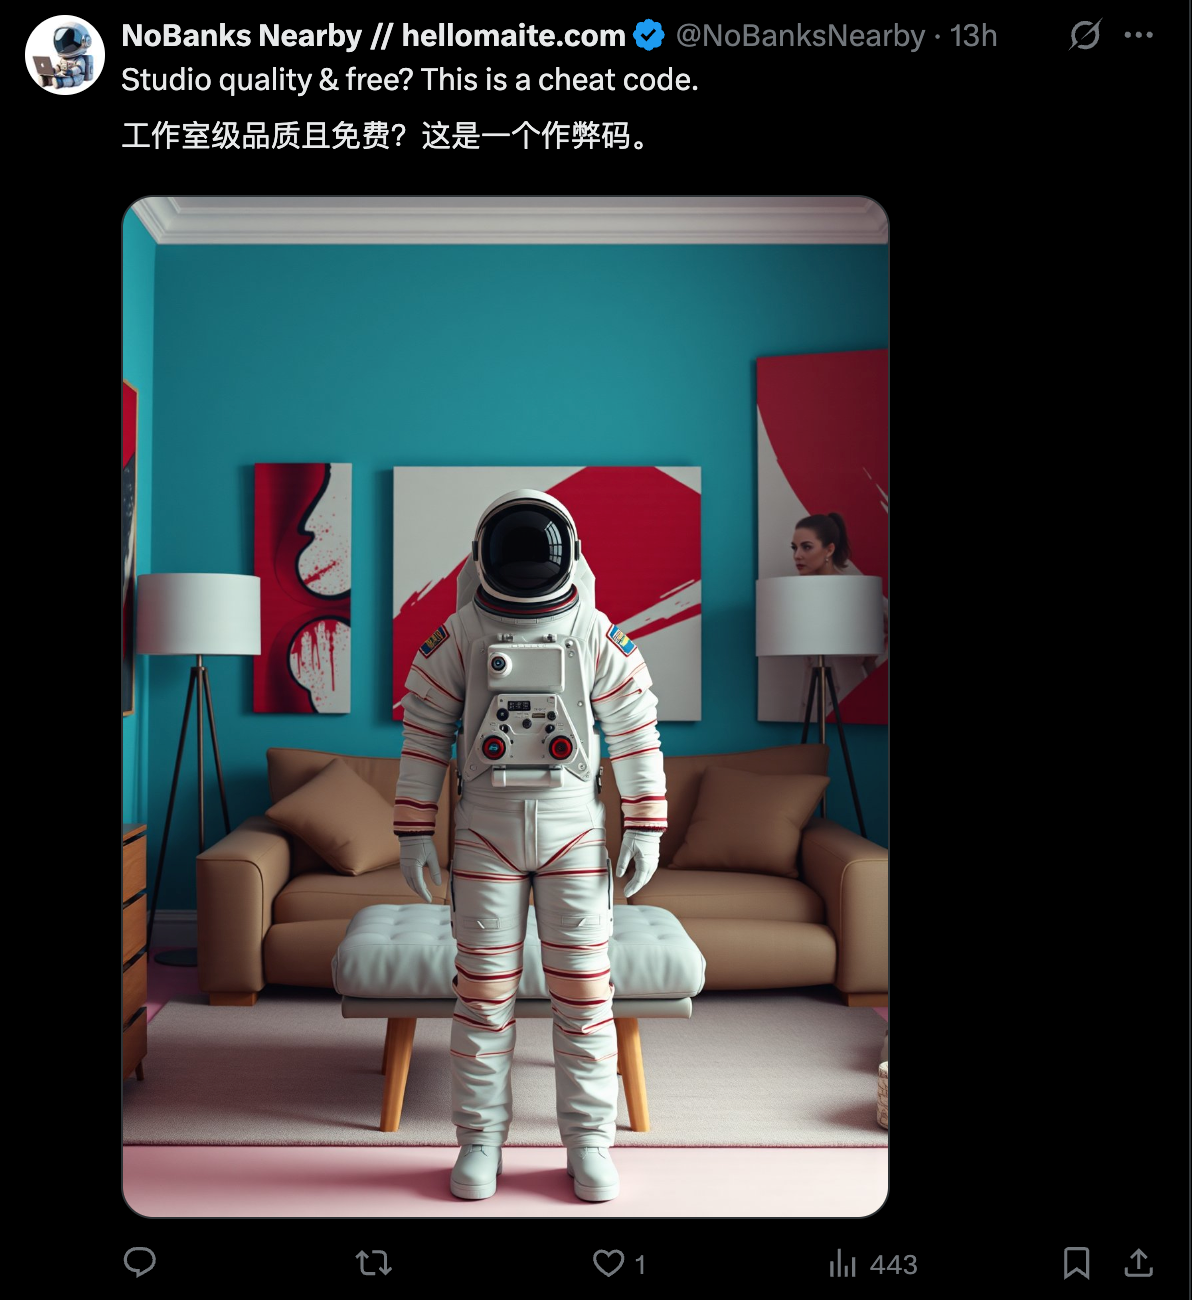 NoBanks Nearby // hellomaite.com @NoBanksNearby · 13h
Studio quality & free? This is a cheat code.
工作室级品质且免费？这是一个作弊码。
1
443